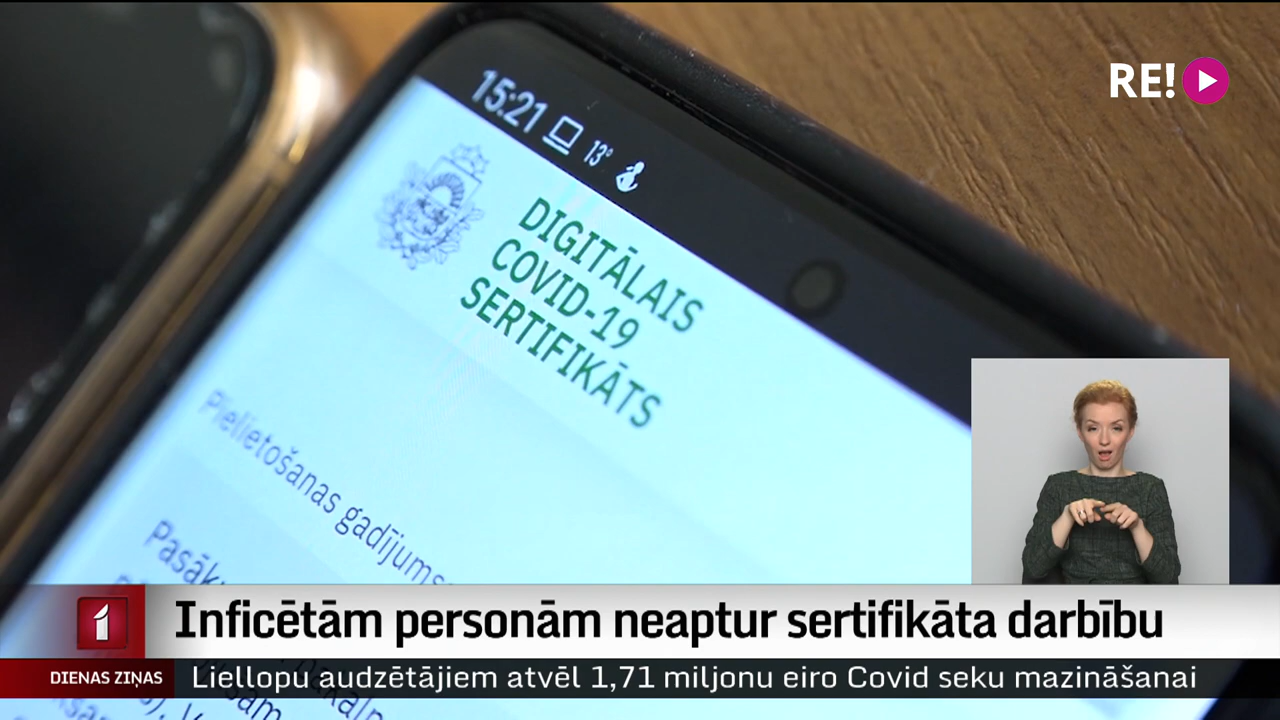 RE!
15:21 13°
DIGITĀLAIS
COVID-19
SERTIFIKĀTS
Pielietošanas gadījums
1
Inficētām personām neaptur sertifikāta darbību
DIENAS ZIŅAS
Liellopu audzētājiem atvēl 1,71 miljonu eiro Covid seku mazināšanai